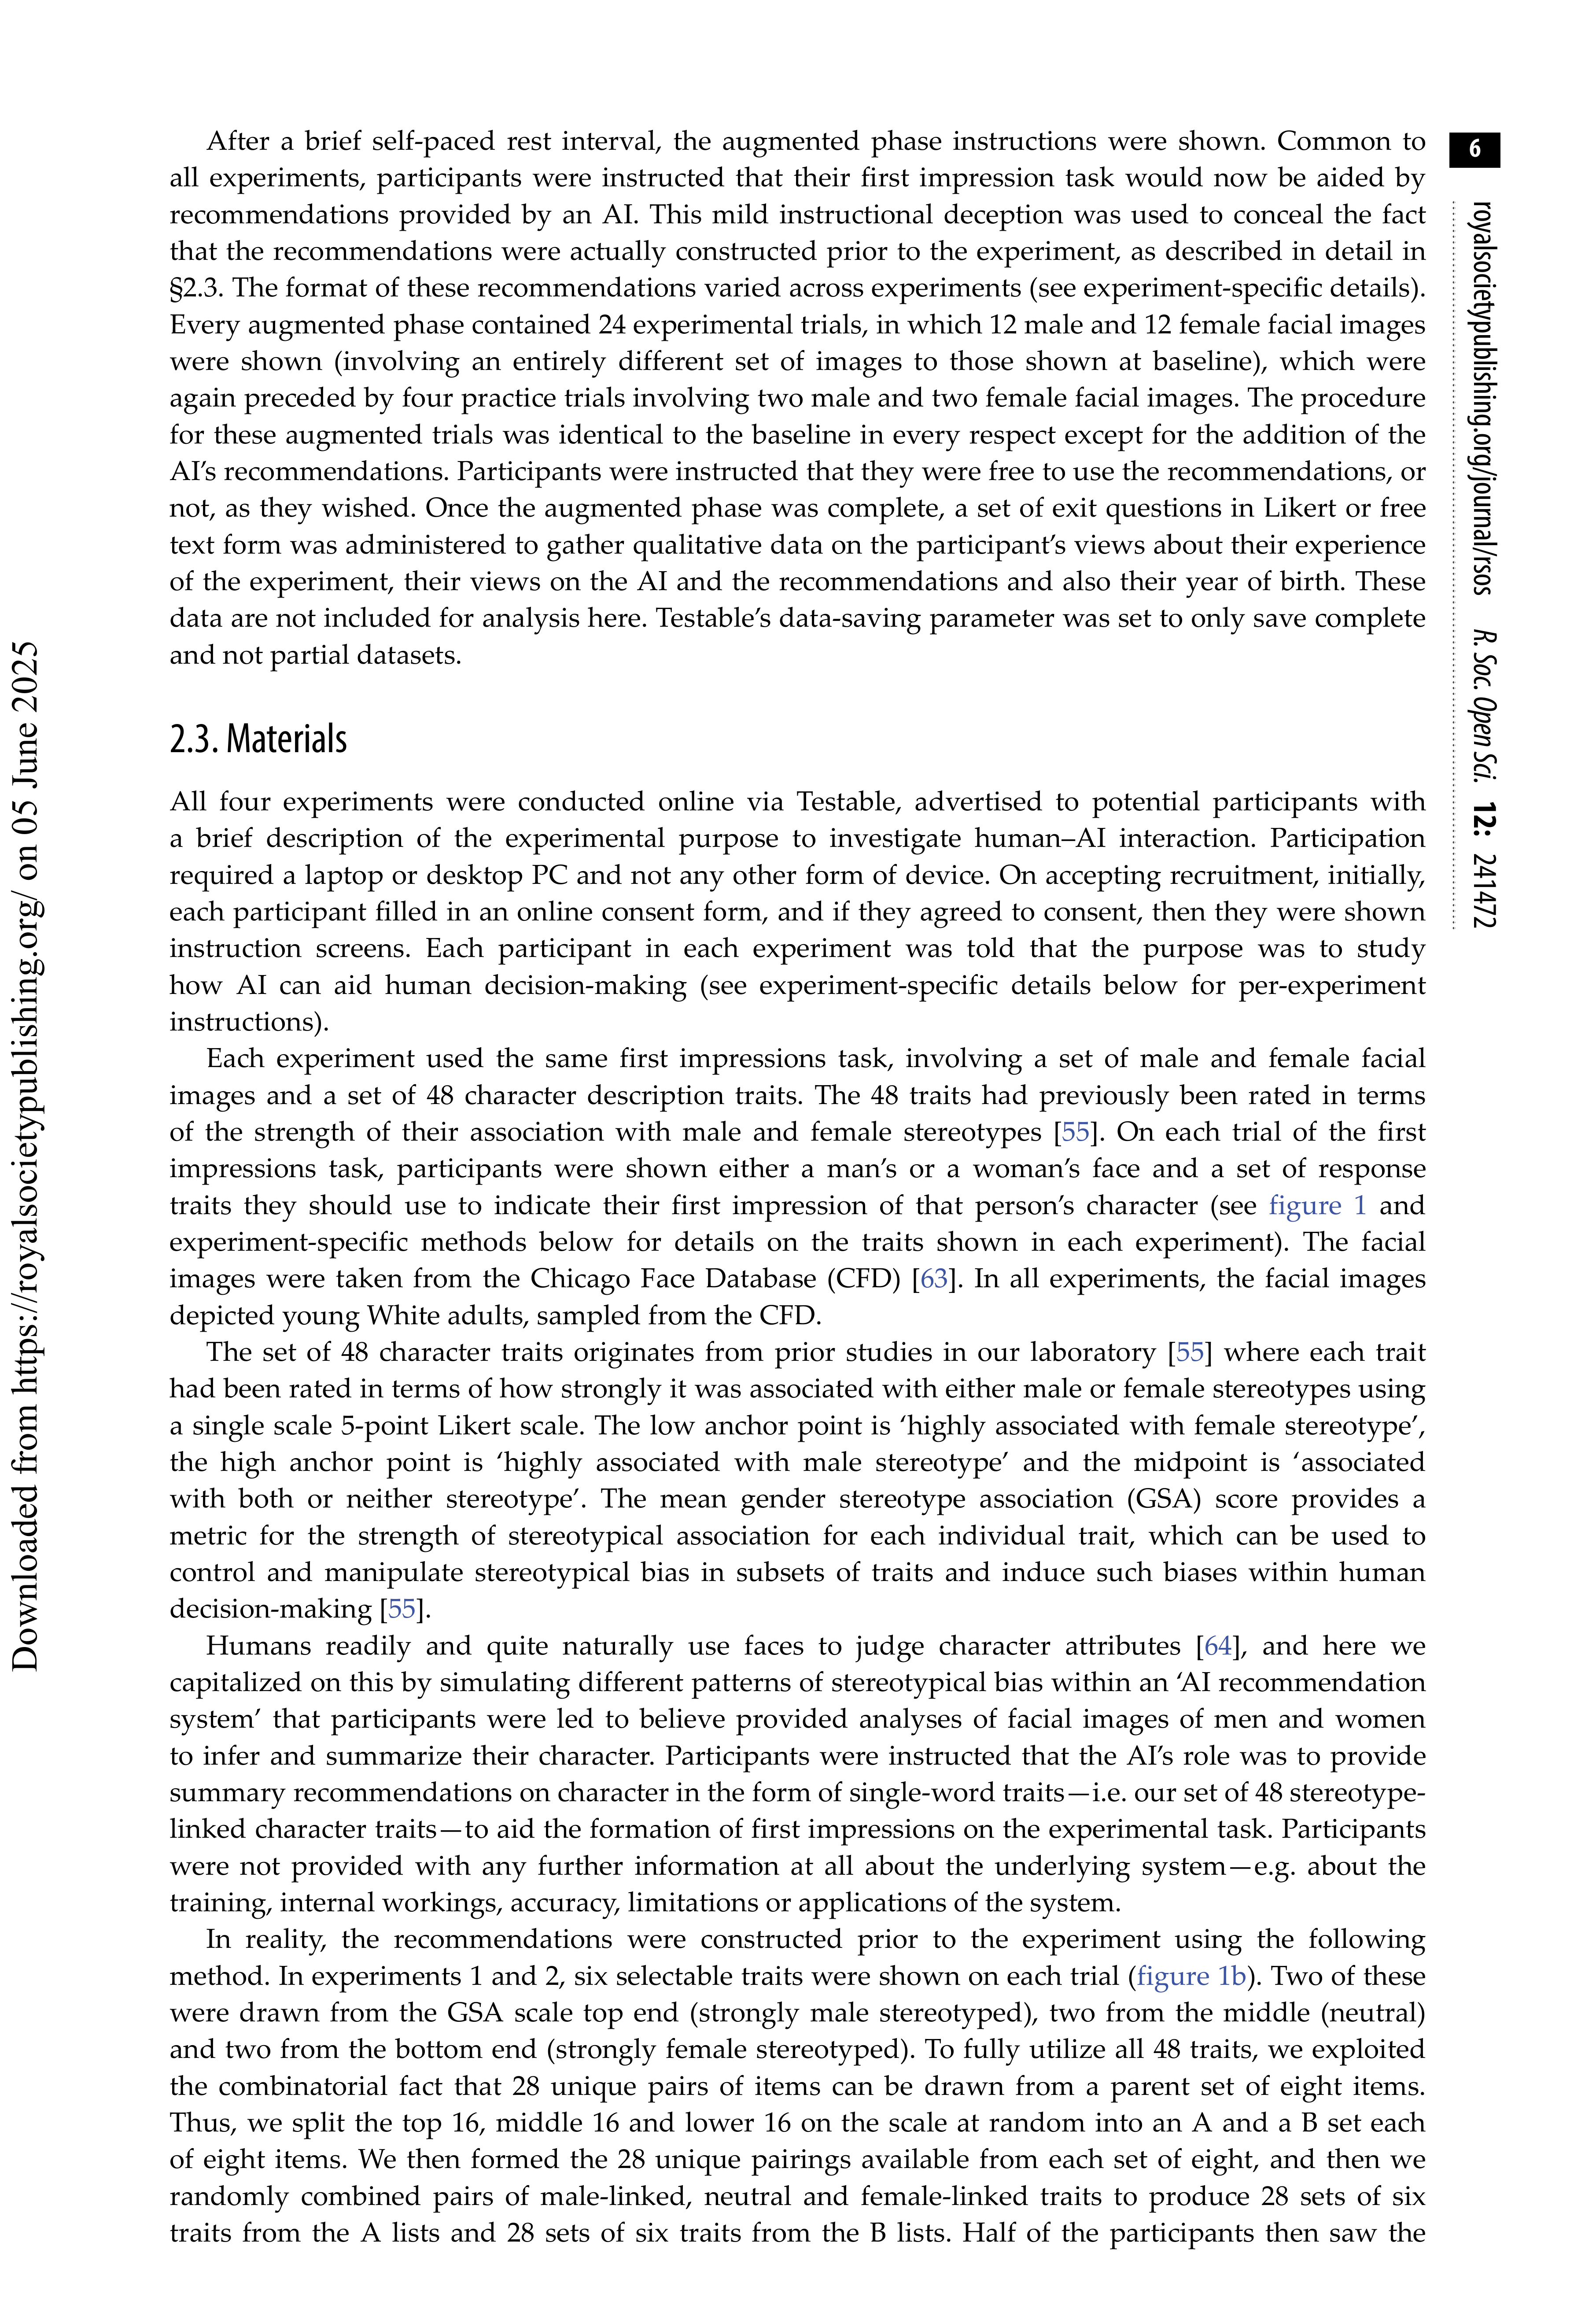 After a brief self-paced rest interval, the augmented phase instructions were shown. Common to
all experiments, participants were instructed that their first impression task would now be aided by
recommendations provided by an AI. This mild instructional deception was used to conceal the fact
that the recommendations were actually constructed prior to the experiment, as described in detail in
§2.3. The format of these recommendations varied across experiments (see experiment-specific details).
Every augmented phase contained 24 experimental trials, in which 12 male and 12 female facial images
were shown (involving an entirely different set of images to those shown at baseline), which were
again preceded by four practice trials involving two male and two female facial images. The procedure
for these augmented trials was identical to the baseline in every respect except for the addition of the
AI’s recommendations. Participants were instructed that they were free to use the recommendations, or
not, as they wished. Once the augmented phase was complete, a set of exit questions in Likert or free
text form was administered to gather qualitative data on the participant’s views about their experience
of the experiment, their views on the AI and the recommendations and also their year of birth. These
data are not included for analysis here. Testable’s data-saving parameter was set to only save complete
and not partial datasets.
2.3. Materials
All four experiments were conducted online via Testable, advertised to potential participants with
a brief description of the experimental purpose to investigate human–AI interaction. Participation
required a laptop or desktop PC and not any other form of device. On accepting recruitment, initially,
each participant filled in an online consent form, and if they agreed to consent, then they were shown
instruction screens. Each participant in each experiment was told that the purpose was to study
how AI can aid human decision-making (see experiment-specific details below for per-experiment
instructions).
Each experiment used the same first impressions task, involving a set of male and female facial
images and a set of 48 character description traits. The 48 traits had previously been rated in terms
of the strength of their association with male and female stereotypes [55]. On each trial of the first
impressions task, participants were shown either a man’s or a woman’s face and a set of response
traits they should use to indicate their first impression of that person’s character (see figure 1 and
experiment-specific methods below for details on the traits shown in each experiment). The facial
images were taken from the Chicago Face Database (CFD) [63]. In all experiments, the facial images
depicted young White adults, sampled from the CFD.
The set of 48 character traits originates from prior studies in our laboratory [55] where each trait
had been rated in terms of how strongly it was associated with either male or female stereotypes using
a single scale 5-point Likert scale. The low anchor point is ‘highly associated with female stereotype’,
the high anchor point is ‘highly associated with male stereotype’ and the midpoint is ‘associated
with both or neither stereotype’. The mean gender stereotype association (GSA) score provides a
metric for the strength of stereotypical association for each individual trait, which can be used to
control and manipulate stereotypical bias in subsets of traits and induce such biases within human
decision-making [55].
Humans readily and quite naturally use faces to judge character attributes [64], and here we
capitalized on this by simulating different patterns of stereotypical bias within an ‘AI recommendation
system’ that participants were led to believe provided analyses of facial images of men and women
to infer and summarize their character. Participants were instructed that the AI’s role was to provide
summary recommendations on character in the form of single-word traits—i.e. our set of 48 stereotype-
linked character traits—to aid the formation of first impressions on the experimental task. Participants
were not provided with any further information at all about the underlying system—e.g. about the
training, internal workings, accuracy, limitations or applications of the system.
In reality, the recommendations were constructed prior to the experiment using the following
method. In experiments 1 and 2, six selectable traits were shown on each trial (figure 1b). Two of these
were drawn from the GSA scale top end (strongly male stereotyped), two from the middle (neutral)
and two from the bottom end (strongly female stereotyped). To fully utilize all 48 traits, we exploited
the combinatorial fact that 28 unique pairs of items can be drawn from a parent set of eight items.
Thus, we split the top 16, middle 16 and lower 16 on the scale at random into an A and a B set each
of eight items. We then formed the 28 unique pairings available from each set of eight, and then we
randomly combined pairs of male-linked, neutral and female-linked traits to produce 28 sets of six
traits from the A lists and 28 sets of six traits from the B lists. Half of the participants then saw the
6
royalsocietypublishing.org/journal/rsos R. Soc. Open Sci. 12: 241472
Downloaded from https://royalsocietypublishing.org/ on 05 June 2025